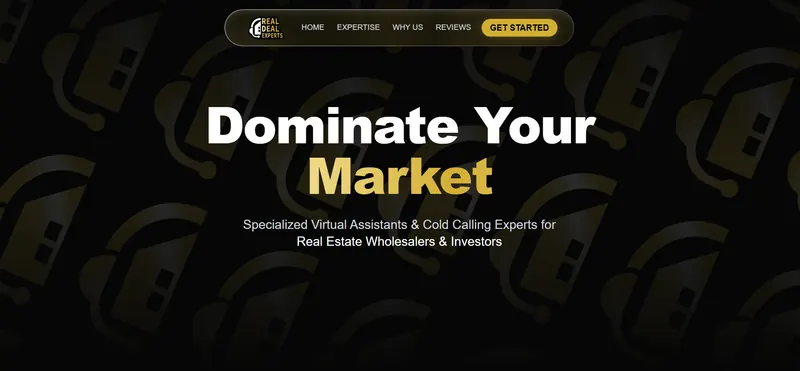 REAL
DEAL
EXPERTS
HOME
EXPERTISE
WHY US
REVIEWS
GET STARTED
Dominate Your
Market
Specialized Virtual Assistants & Cold Calling Experts for
Real Estate Wholesalers & Investors